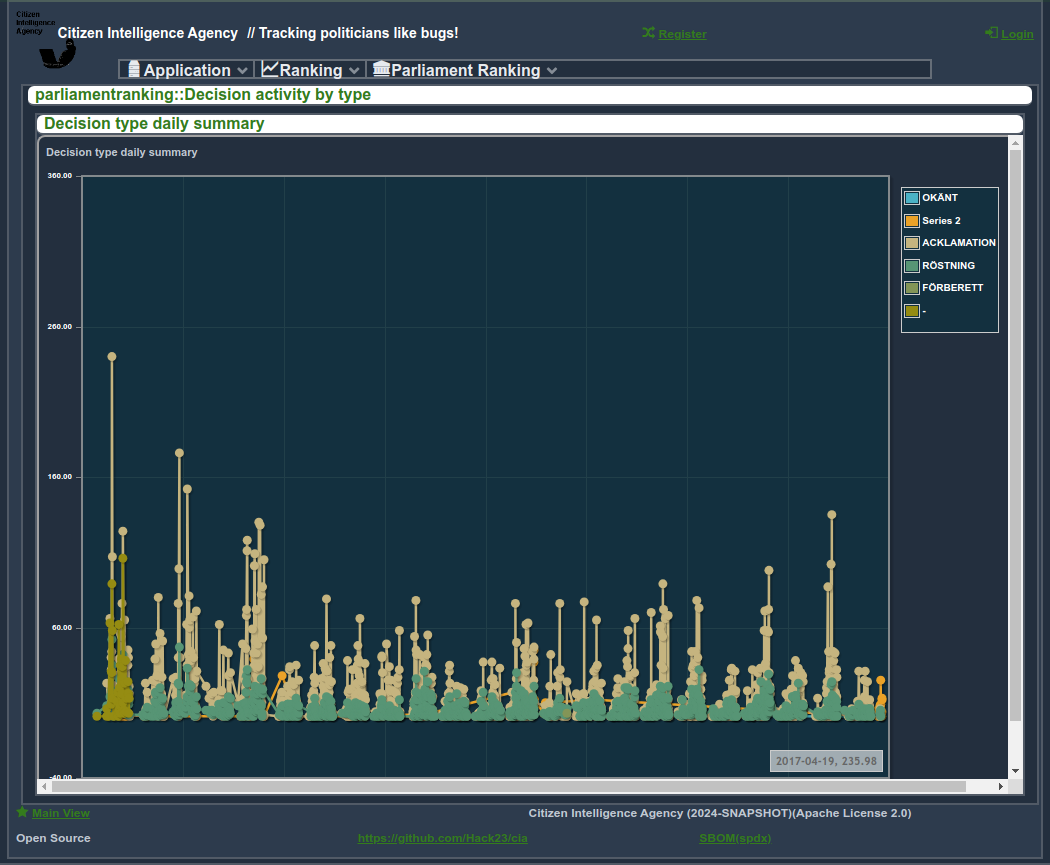 Citizen
Intelligence
Agency
Citizen Intelligence Agency // Tracking politicians like bugs!
Register
Login
Application
Ranking
Parliament Ranking
parliamentranking::Decision activity by type
Decision type daily summary
Decision type daily summary
360.00
260.00
160.00
60.00
-40.00
OKÄNT
Series 2
ACKLAMATION
RÖSTNING
FÖRBERETT
-
2017-04-19, 235.98
Main View
Citizen Intelligence Agency (2024-SNAPSHOT)(Apache License 2.0)
Open Source
https://github.com/Hack23/cia
SBOM(spdx)